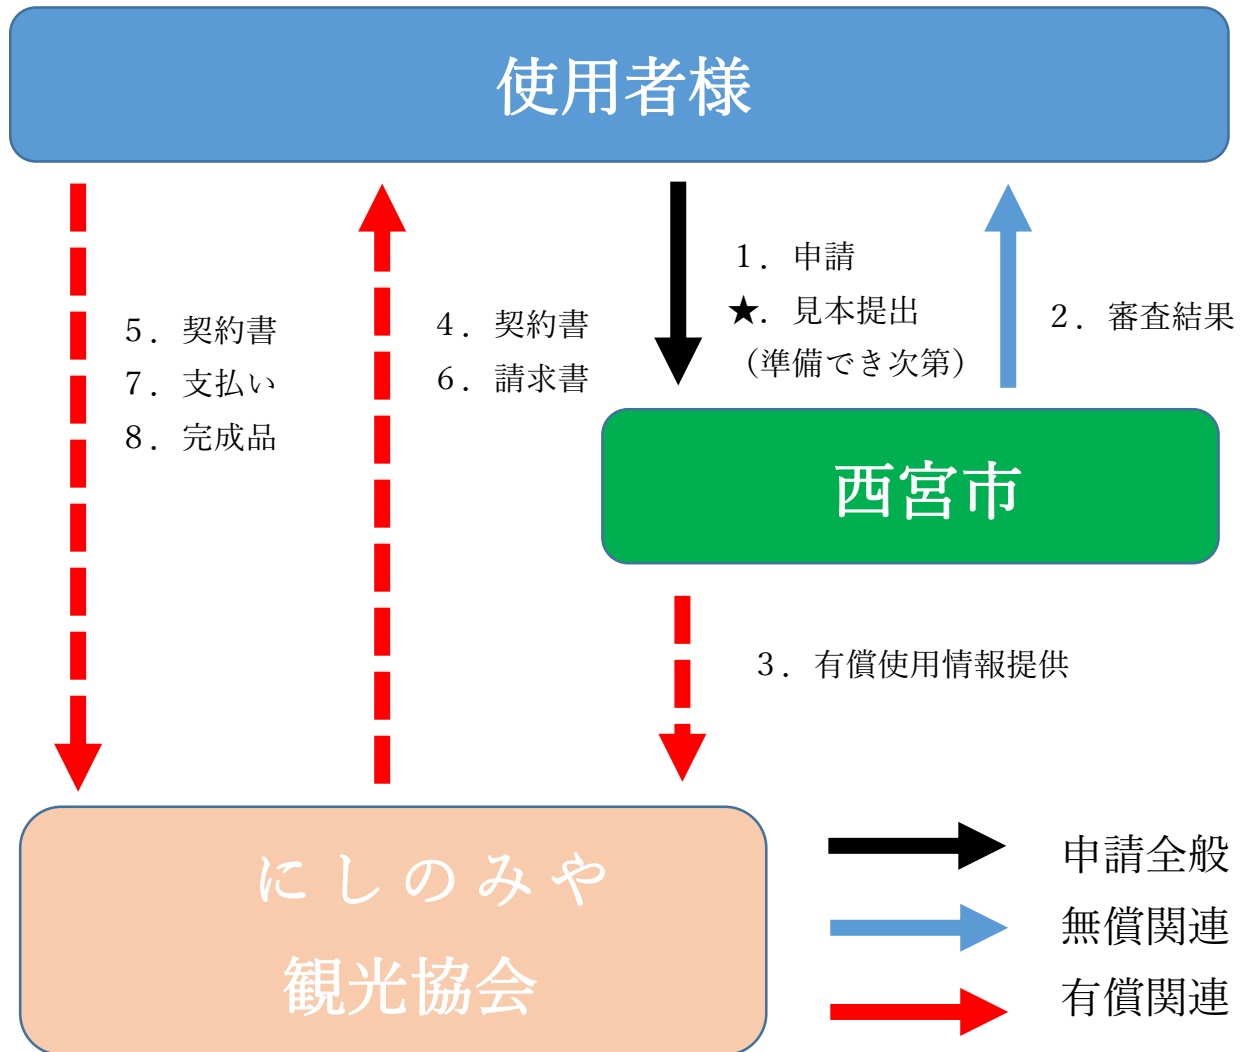 使用者様
1．申請
★．見本提出
（準備でき次第）
2．審査結果
5．契約書
7．支払い
8．完成品
4．契約書
6．請求書
西宮市
3．有償使用情報提供
にしのみや
観光協会
申請全般
無償関連
有償関連